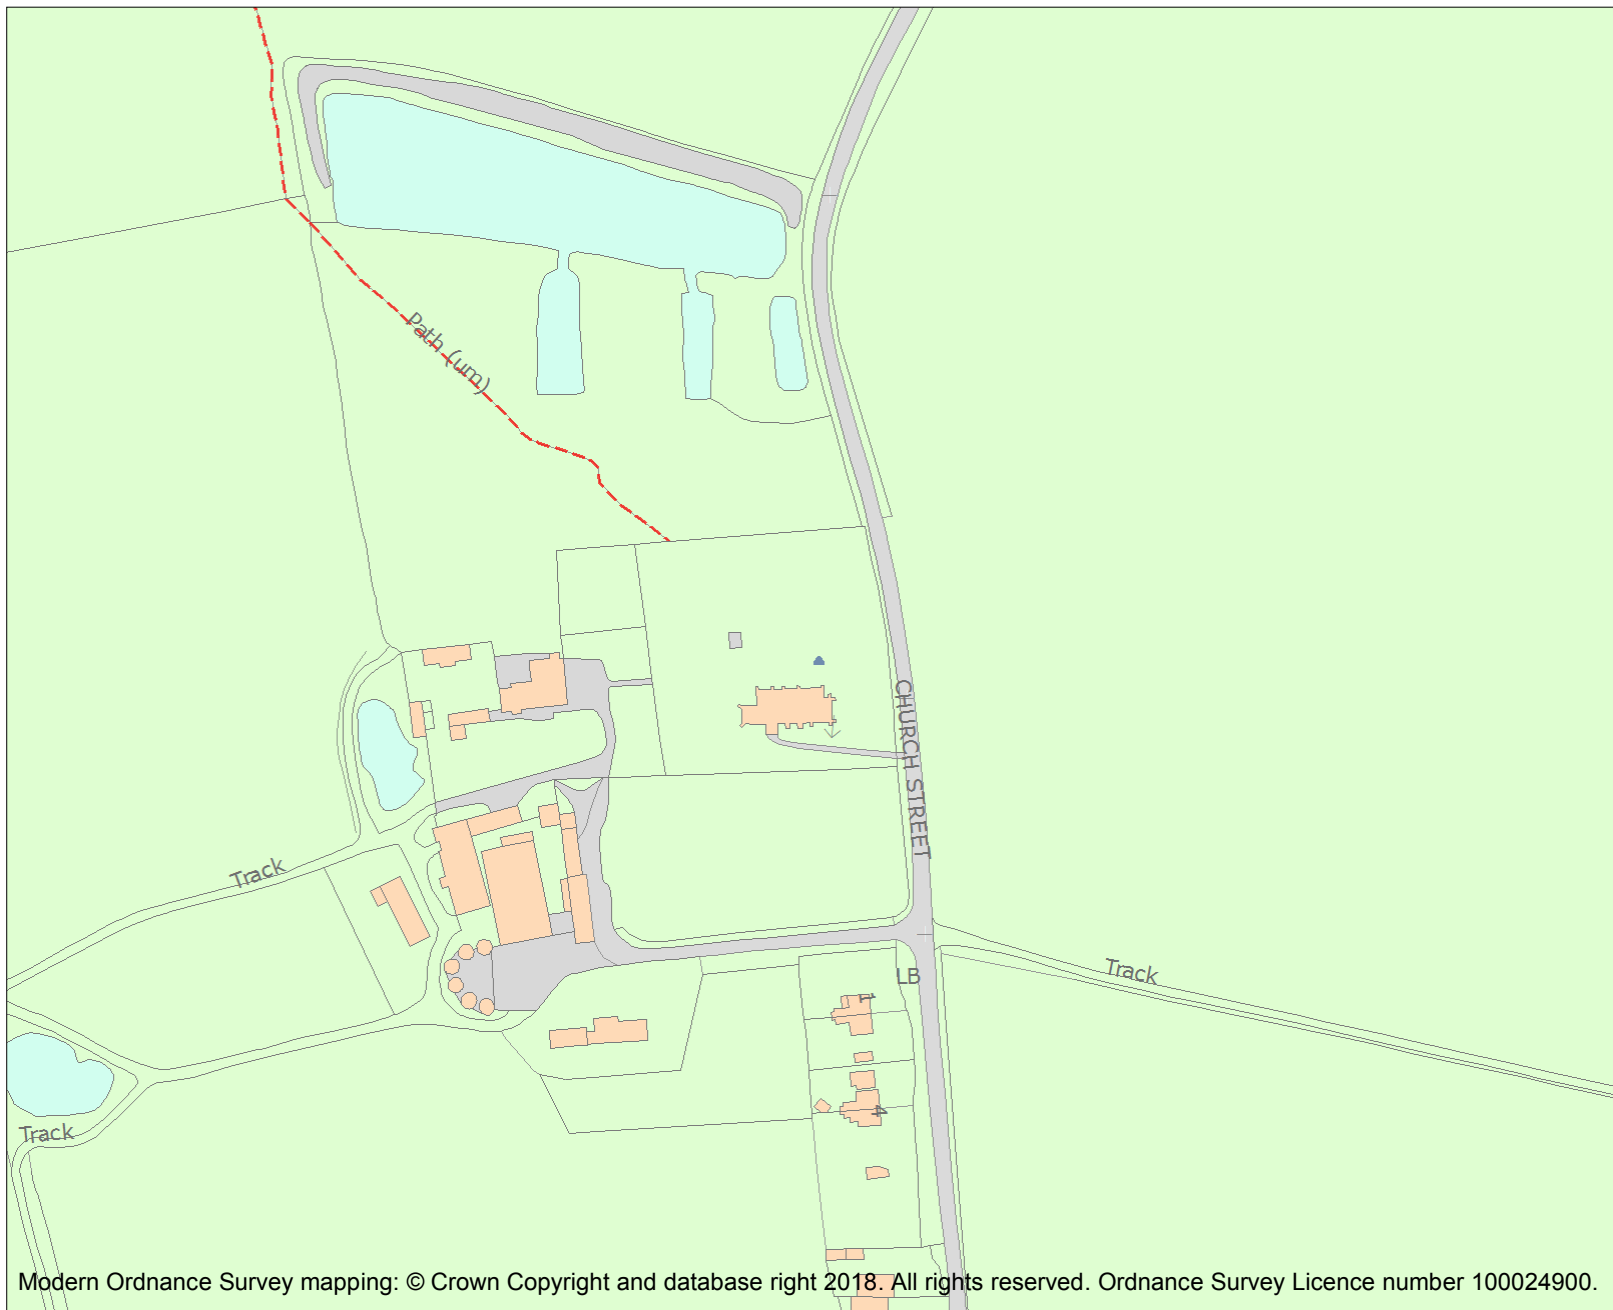 Path (um)
CHURCH STREET
Track
Track
LB
1
4
Track
Modern Ordnance Survey mapping: © Crown Copyright and database right 2018. All rights reserved. Ordnance Survey Licence number 100024900.